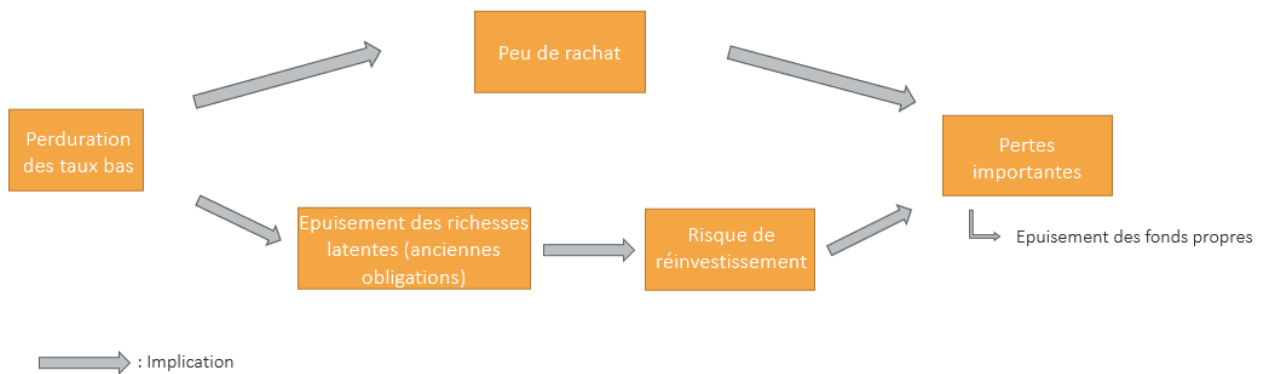 Peu de rachat
Perduration
des taux bas
Pertes
importantes
Epuisement des richesses
latentes (anciennes
obligations)
Risque de
réinvestissement
Epuisement des fonds propres
: Implication